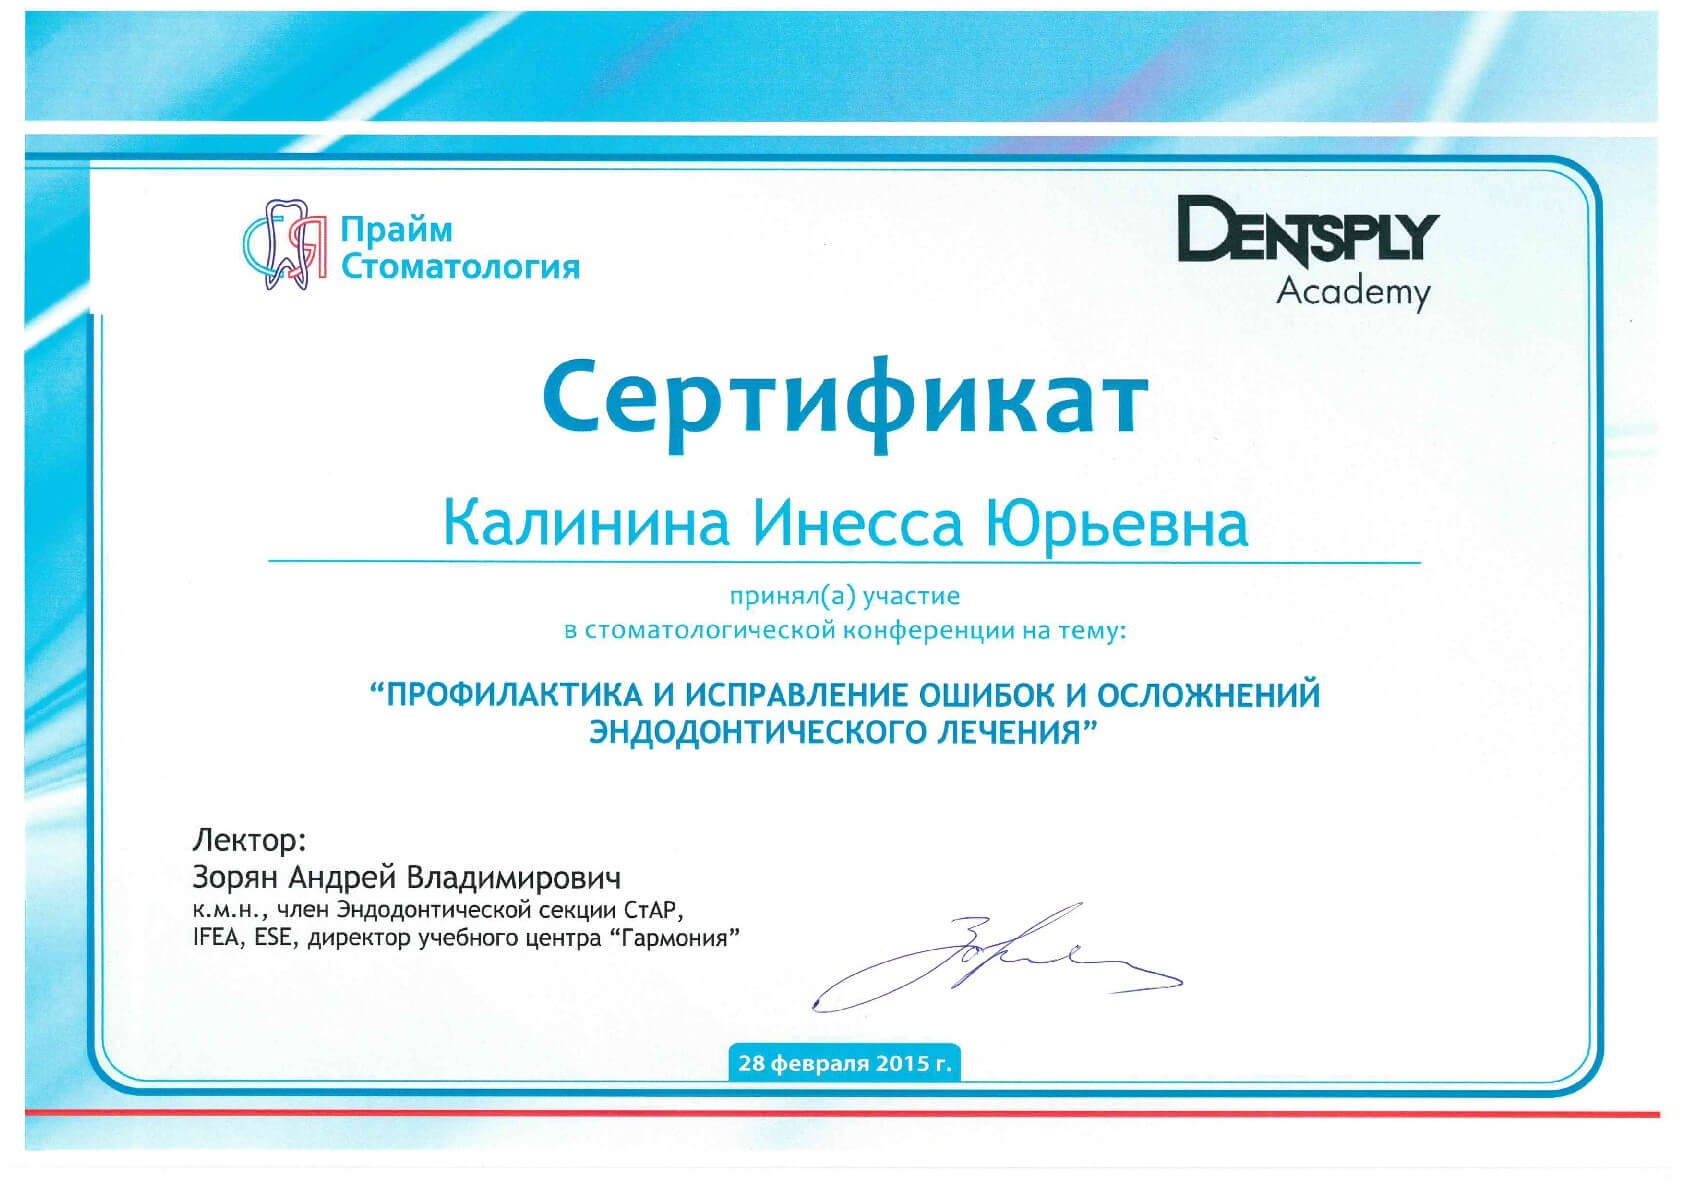 Прайм
Стоматология
DENTSPLY
Academy
Сертификат
Калинина Инесса Юрьевна
принял(а) участие
в стоматологической конференции на тему:
“ПРОФИЛАКТИКА И ИСПРАВЛЕНИЕ ОШИБОК И ОСЛОЖНЕНИЙ
ЭНДОДОНТИЧЕСКОГО ЛЕЧЕНИЯ”
Лектор:
Зорян Андрей Владимирович
к.м.н., член Эндодонтической секции СтАР,
IFEA, ESE, директор учебного центра “Гармония”
28 февраля 2015 г.